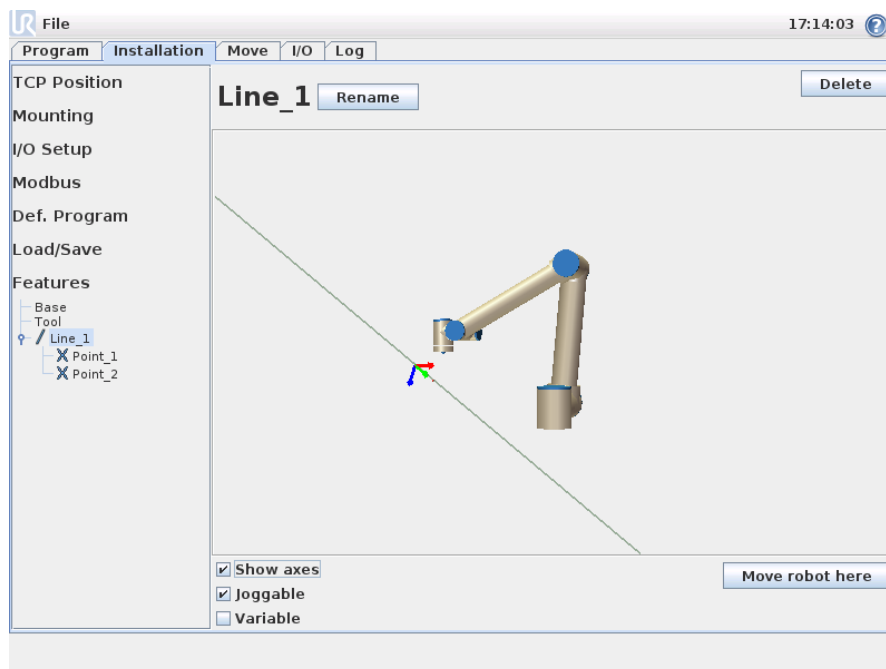 UR File 17:14:03 ?
Program Installation Move I/O Log
TCP Position
Mounting
I/O Setup
Modbus
Def. Program
Load/Save
Features
Base
Tool
Line_1
Point_1
Point_2
Line_1 Rename Delete
Show axes
Joggable
Variable
Move robot here